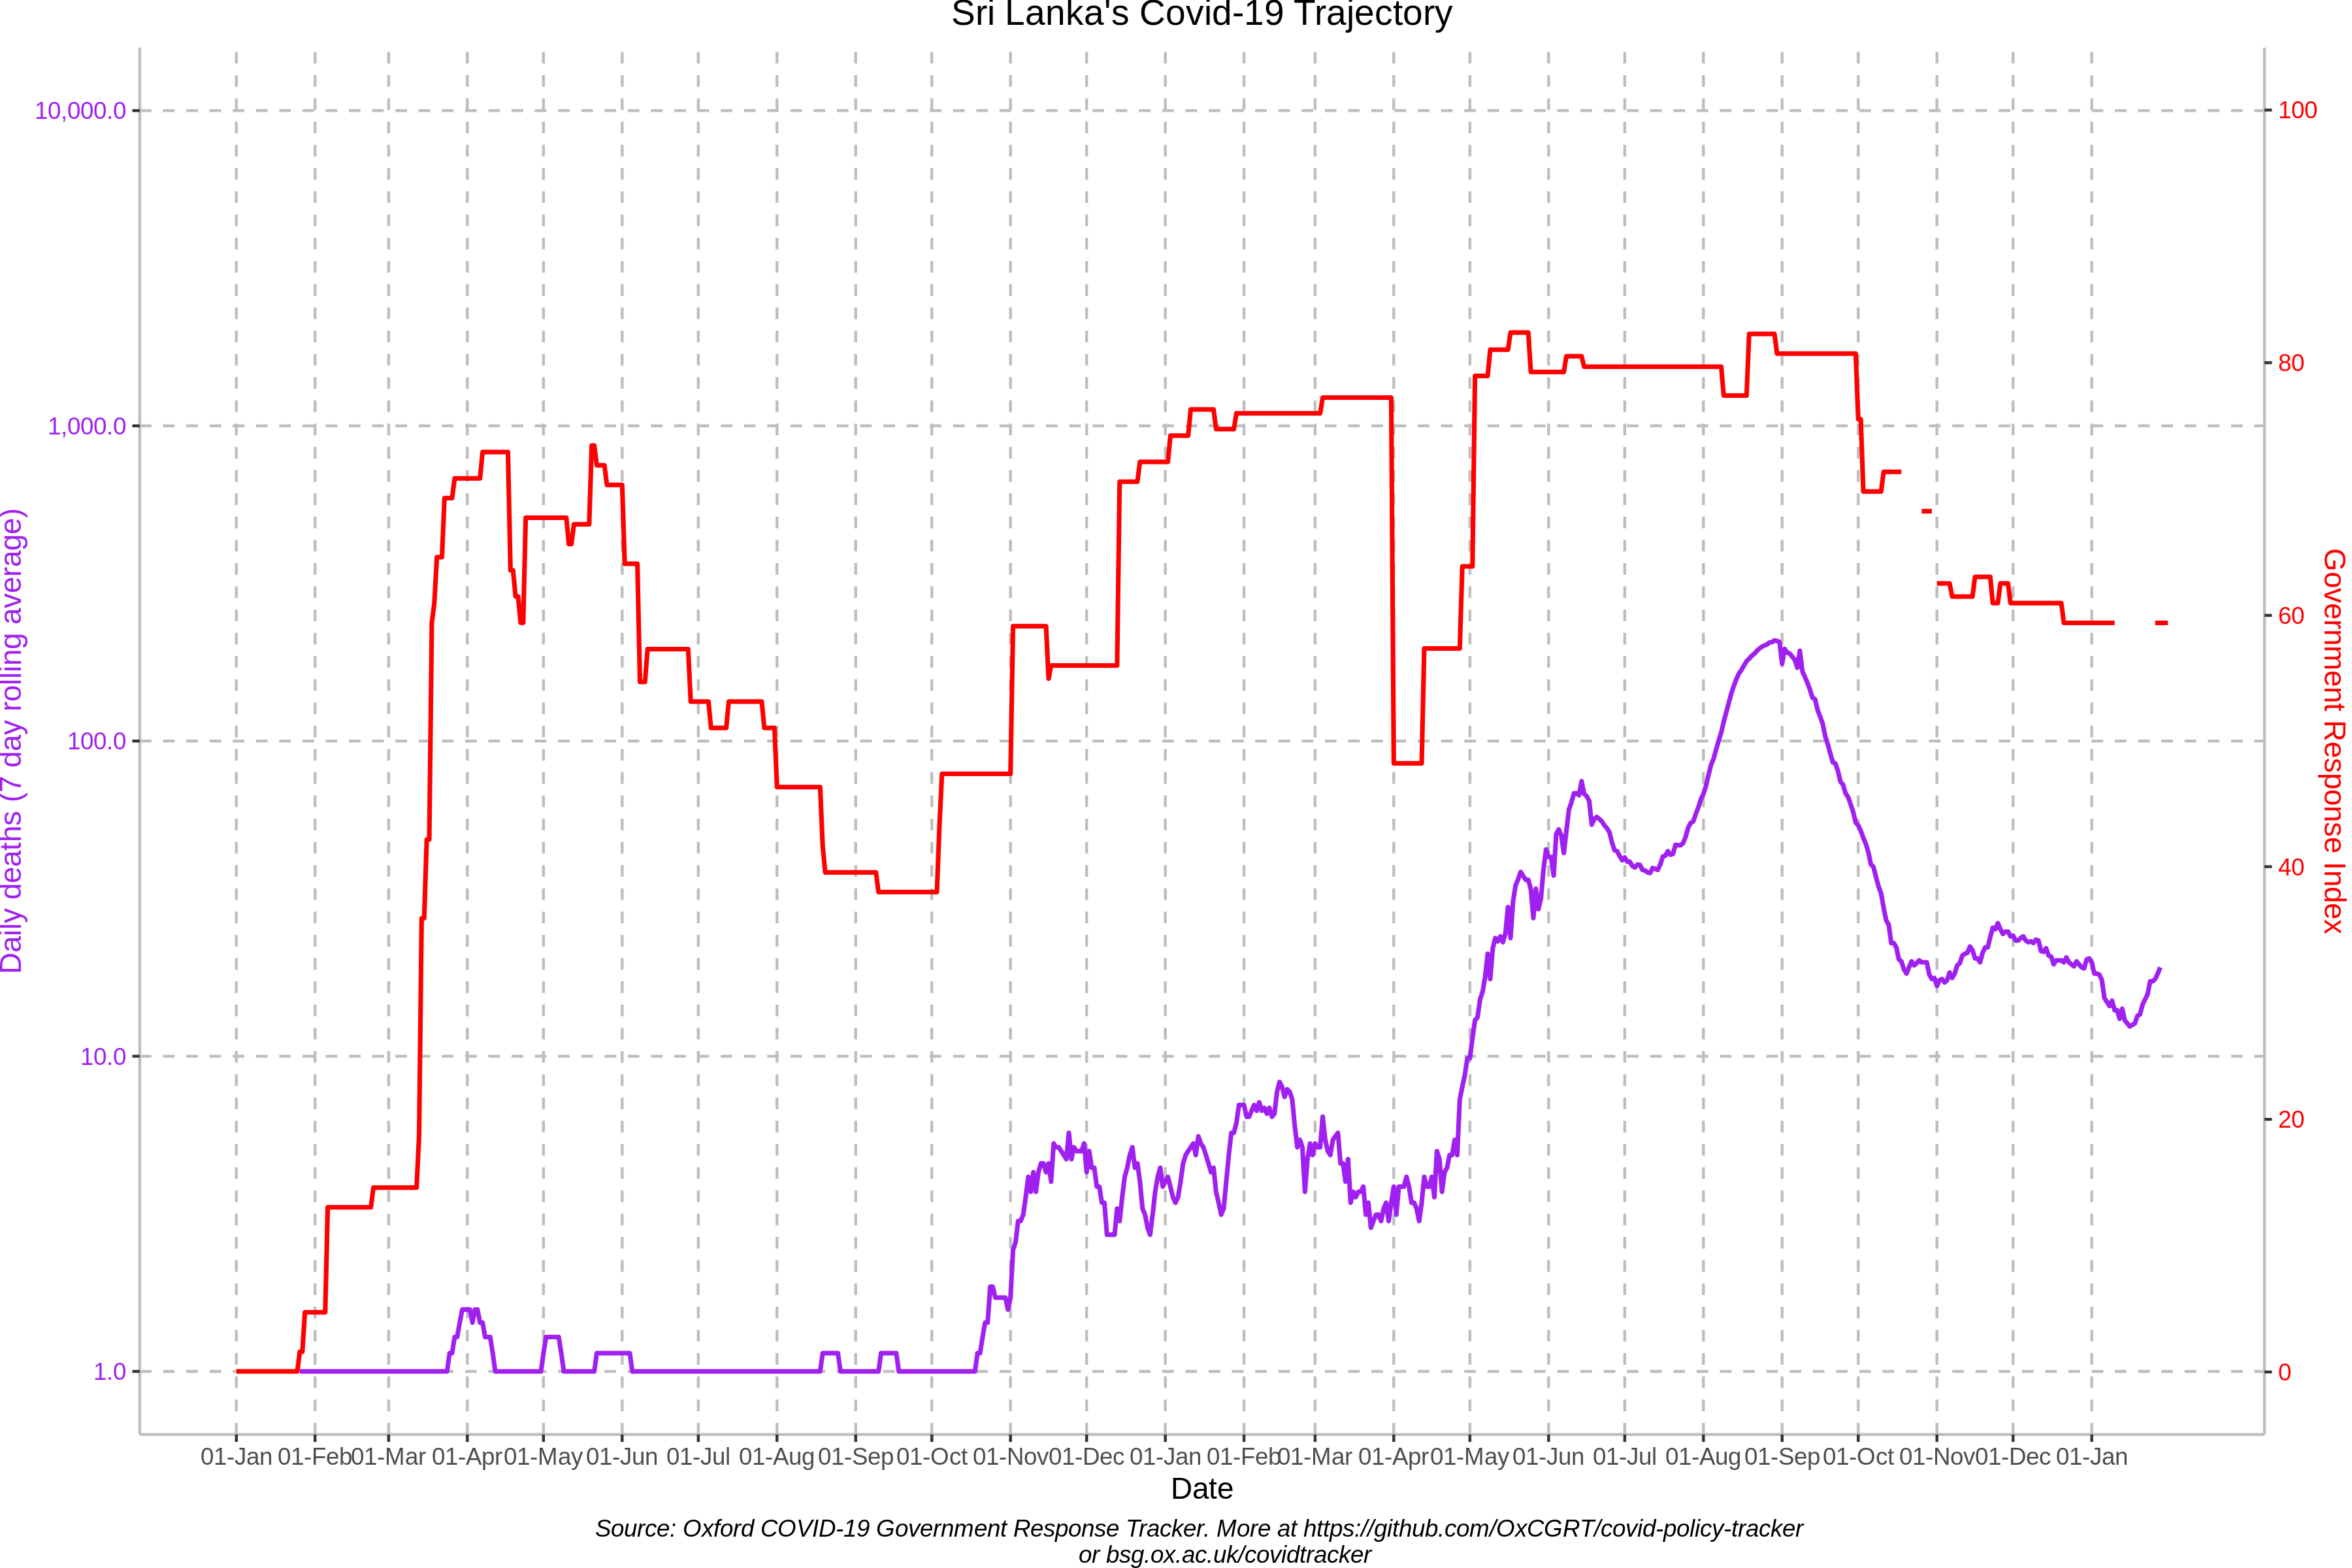 Sri Lanka's Covid-19 Trajectory
10,000.0
1,000.0
100.0
10.0
1.0
Daily deaths (7 day rolling average)
100
80
60
40
20
0
Government Response Index
01-Jan 01-Feb 01-Mar 01-Apr 01-May 01-Jun 01-Jul 01-Aug 01-Sep 01-Oct 01-Nov 01-Dec 01-Jan 01-Feb 01-Mar 01-Apr 01-May 01-Jun 01-Jul 01-Aug 01-Sep 01-Oct 01-Nov 01-Dec 01-Jan
Date
Source: Oxford COVID-19 Government Response Tracker. More at https://github.com/OxCGRT/covid-policy-tracker
or bsg.ox.ac.uk/covidtracker